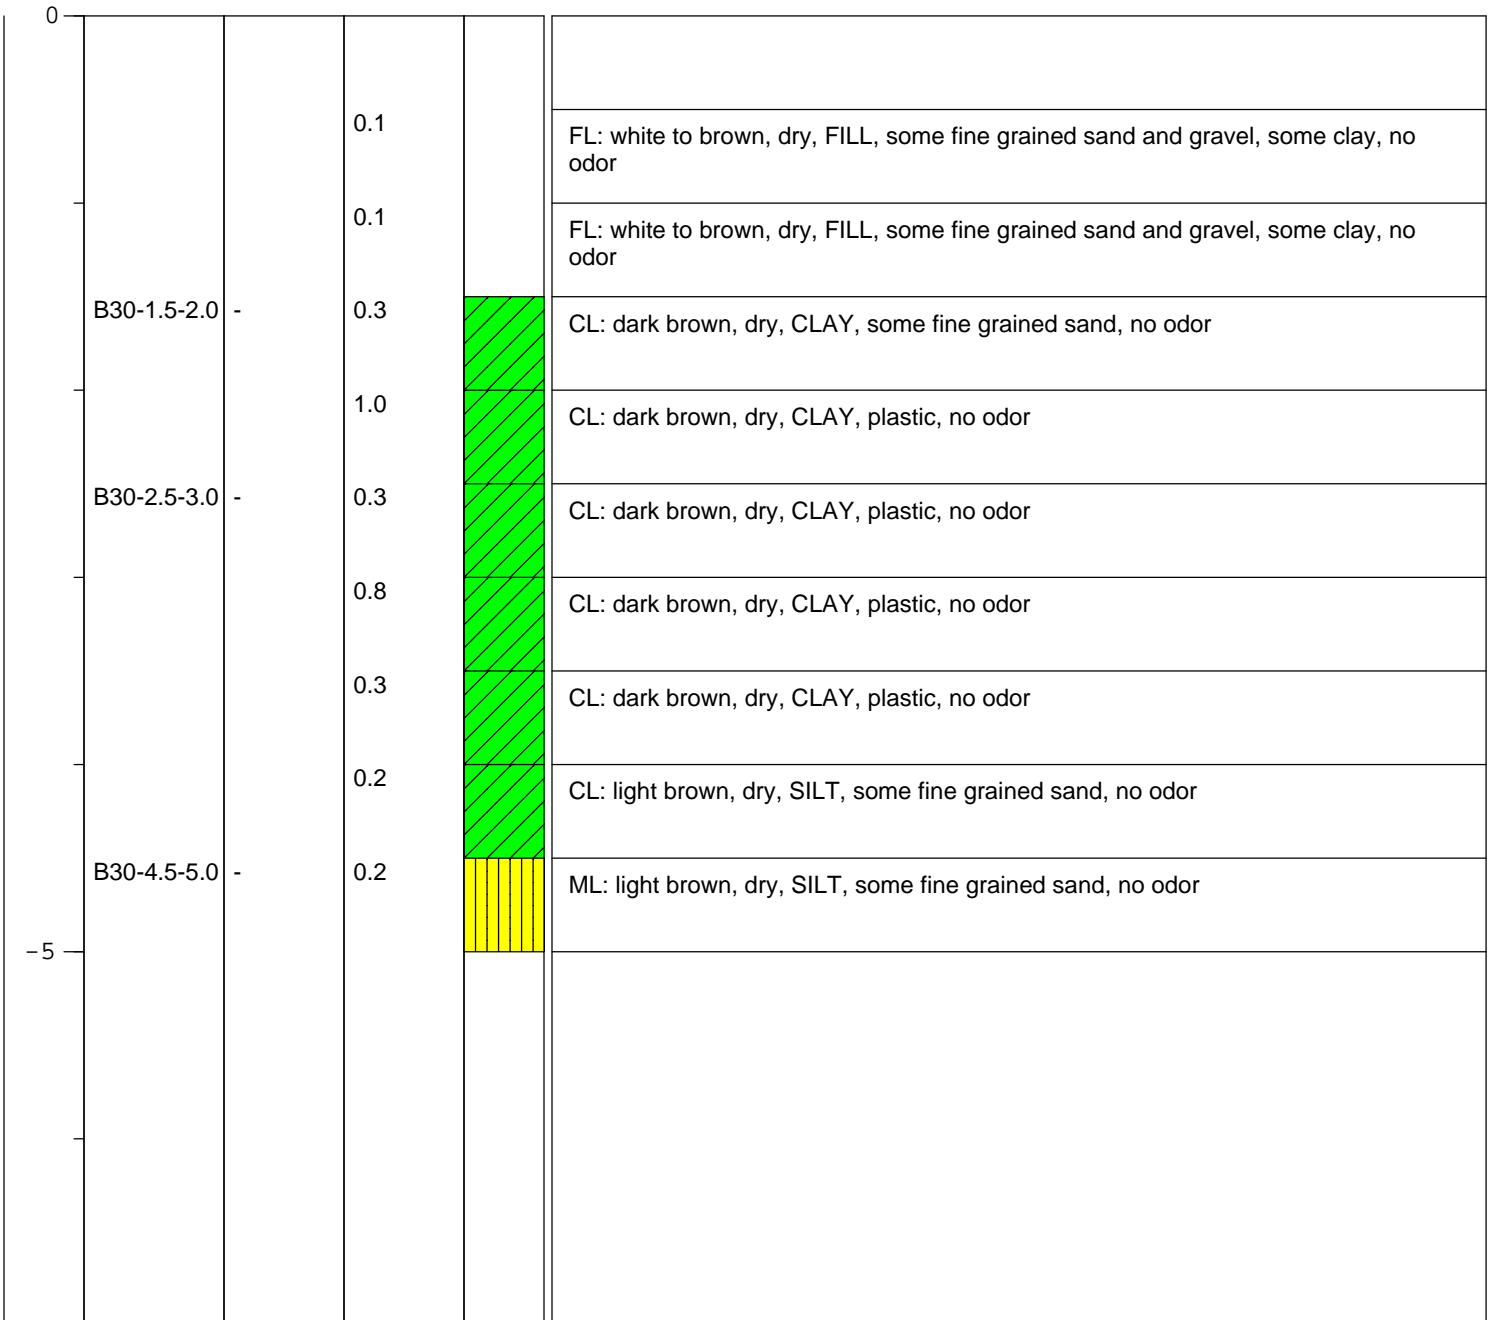 0
0.1
FL: white to brown, dry, FILL, some fine grained sand and gravel, some clay, no
odor
0.1
FL: white to brown, dry, FILL, some fine grained sand and gravel, some clay, no
odor
B30-1.5-2.0 - 0.3 CL: dark brown, dry, CLAY, some fine grained sand, no odor
1.0 CL: dark brown, dry, CLAY, plastic, no odor
B30-2.5-3.0 - 0.3 CL: dark brown, dry, CLAY, plastic, no odor
0.8 CL: dark brown, dry, CLAY, plastic, no odor
0.3 CL: dark brown, dry, CLAY, plastic, no odor
0.2 CL: light brown, dry, SILT, some fine grained sand, no odor
B30-4.5-5.0 - 0.2 ML: light brown, dry, SILT, some fine grained sand, no odor
-5